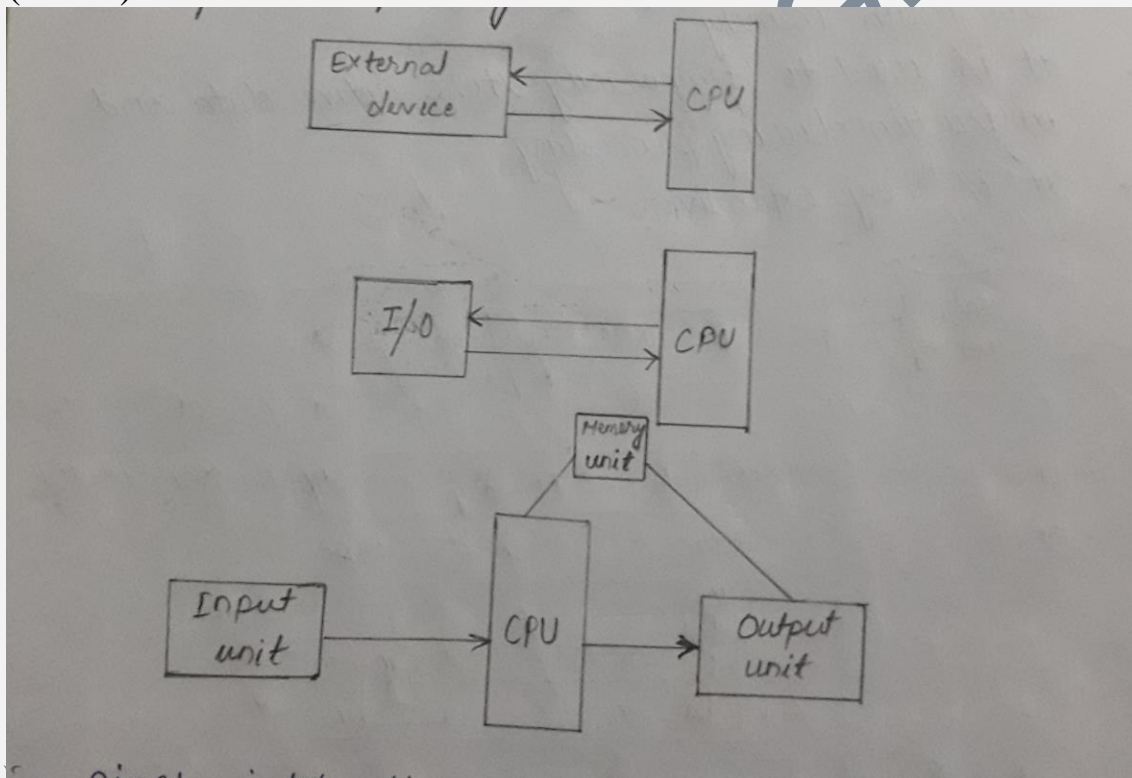 External
device
CPU
I/O
CPU
Memory
unit
Input
unit
CPU
Output
unit